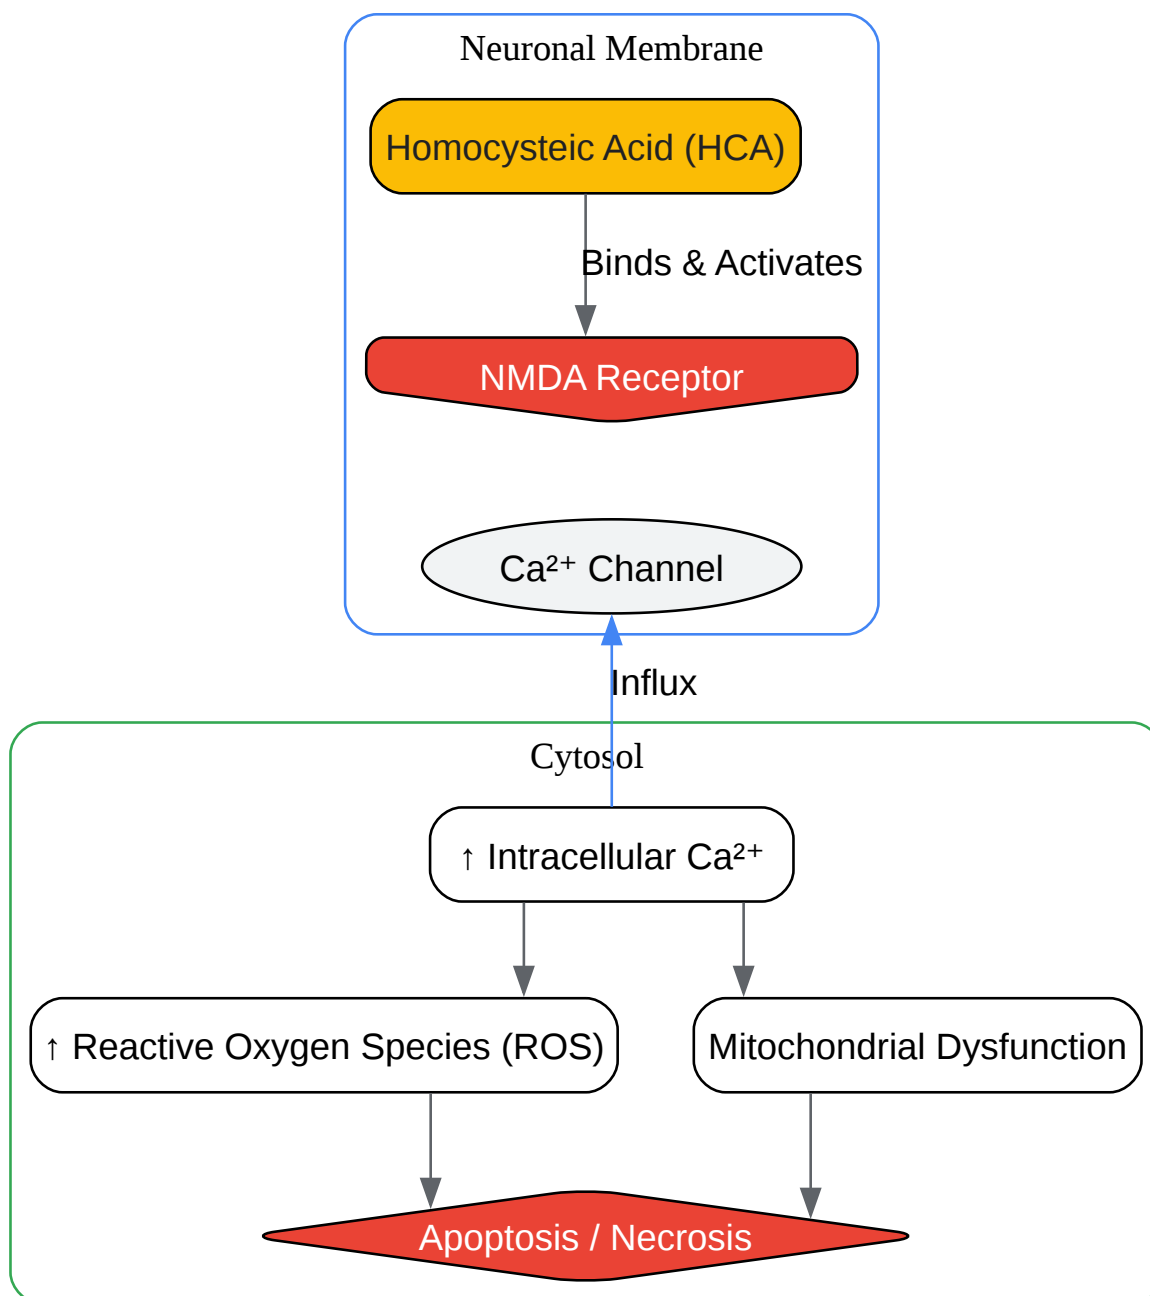 Neuronal Membrane
Homocysteic Acid (HCA)
Binds & Activates
NMDA Receptor
Ca²⁺ Channel
Influx
Cytosol
↑ Intracellular Ca²⁺
↑ Reactive Oxygen Species (ROS)
Mitochondrial Dysfunction
Apoptosis / Necrosis